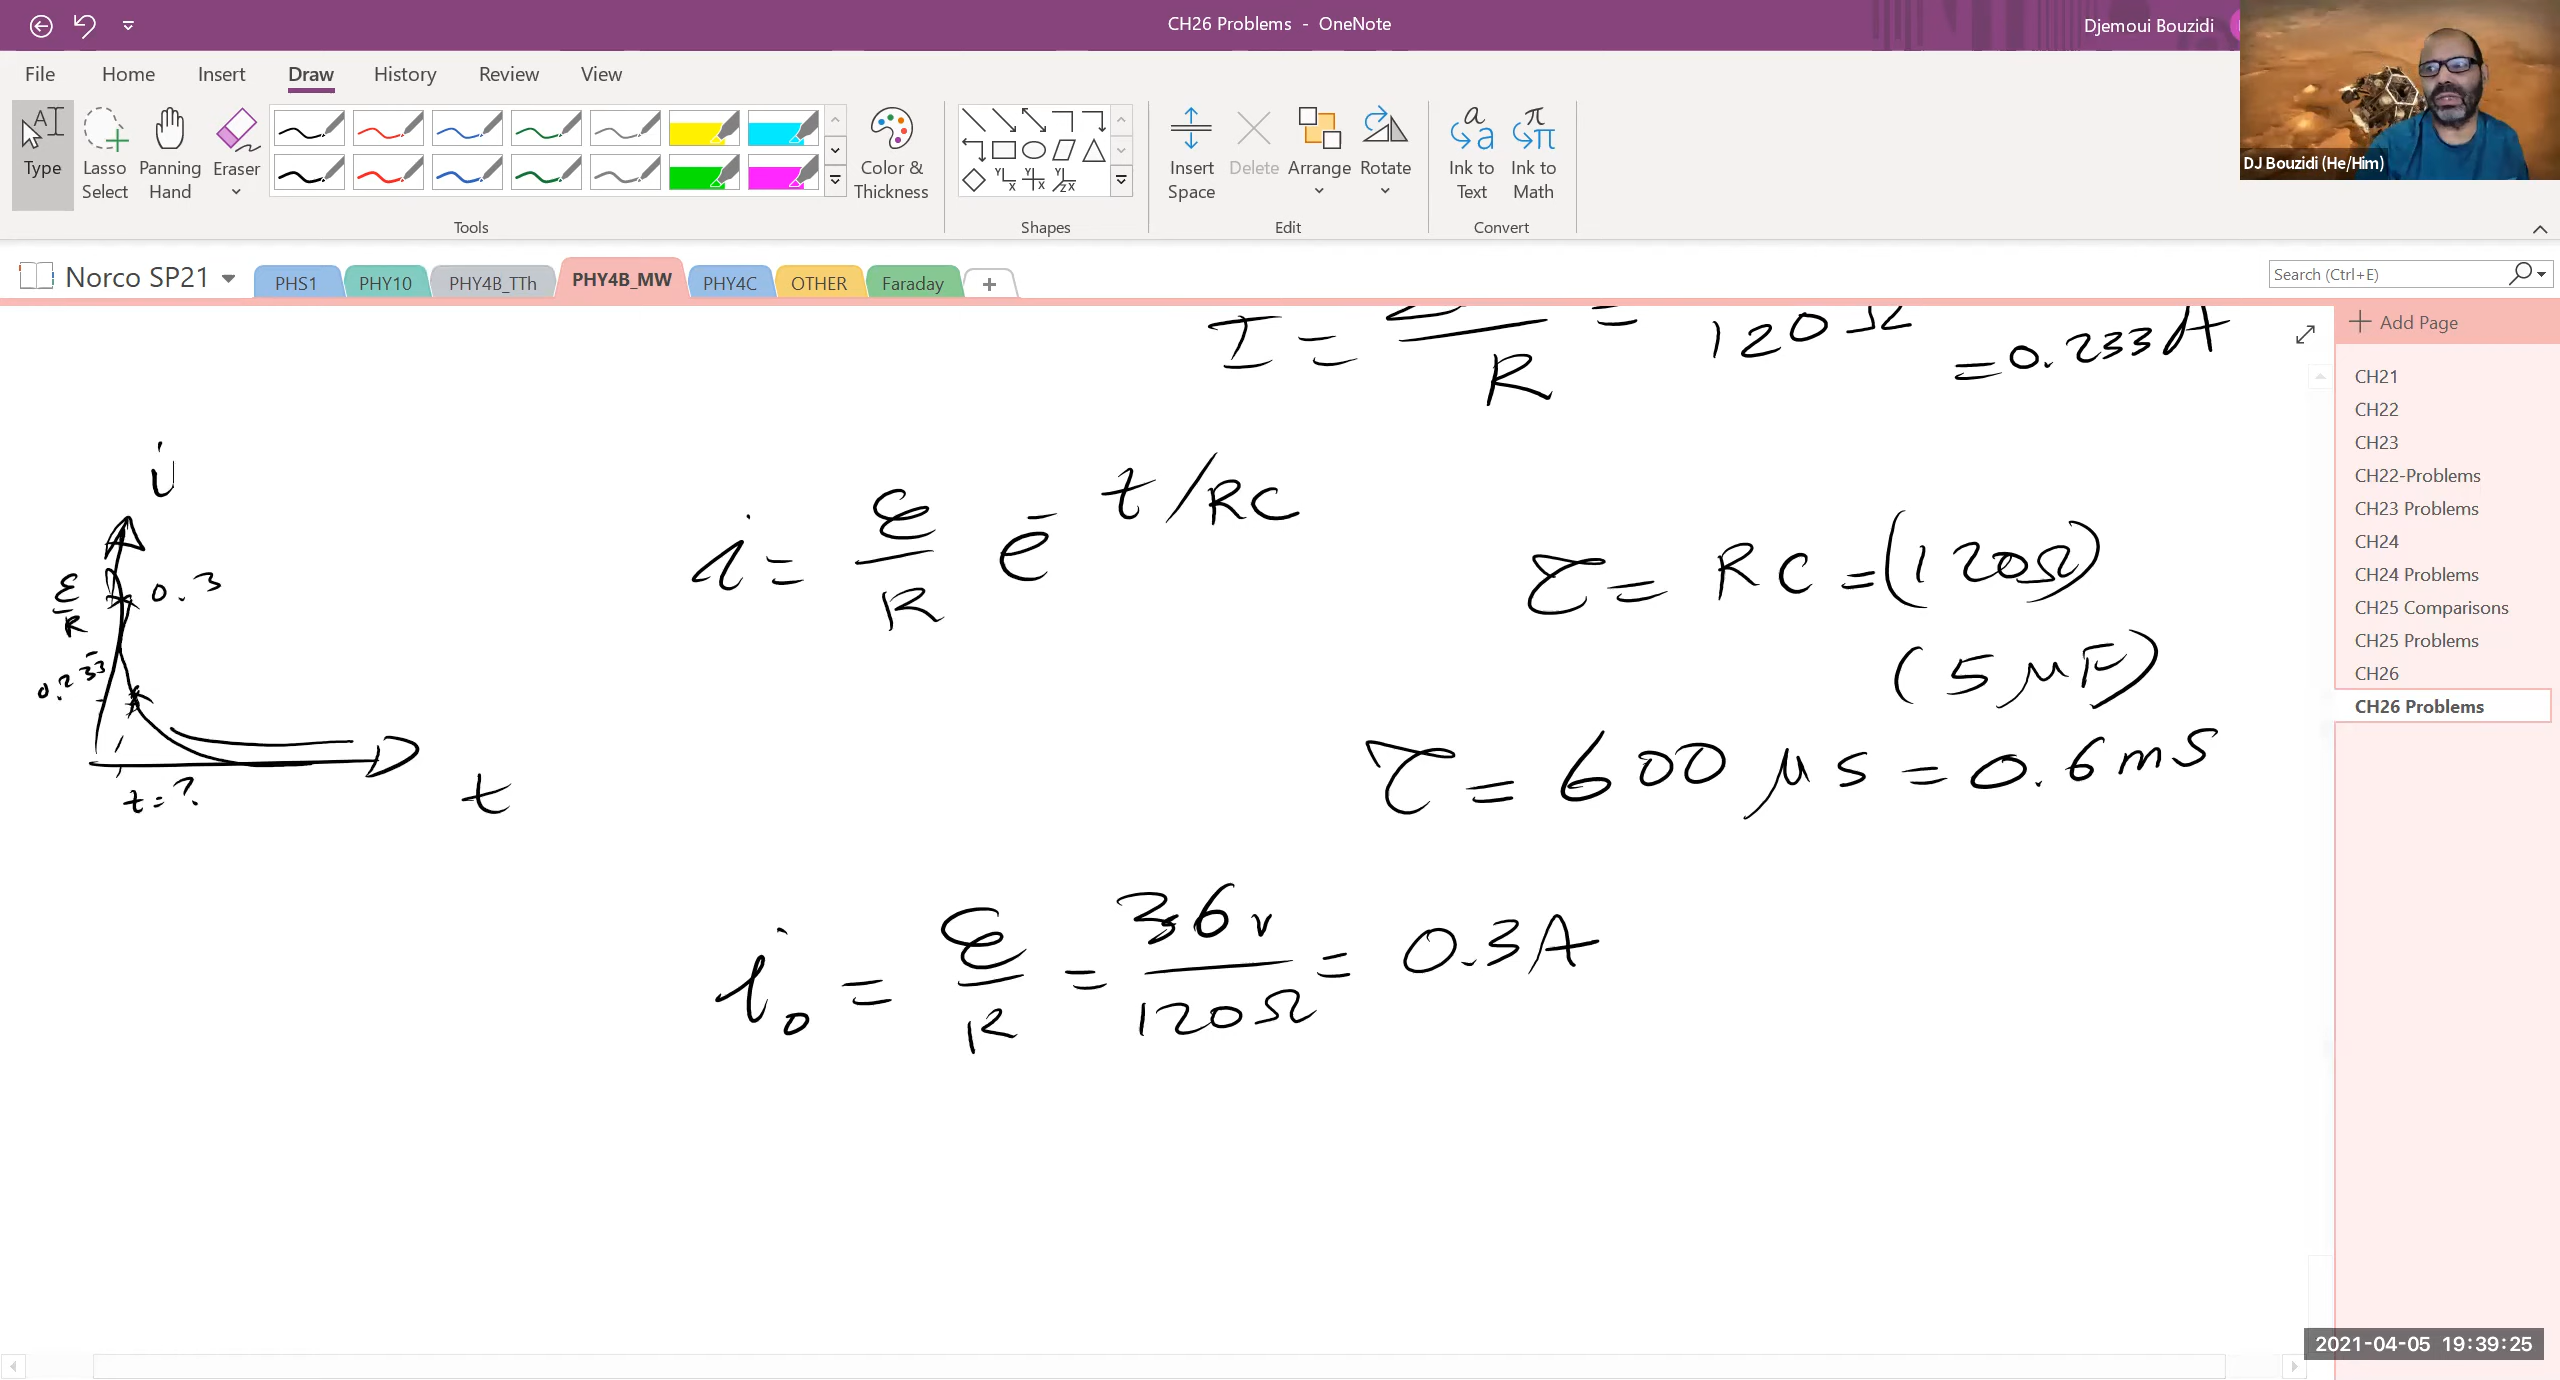 CH26 Problems - OneNote
Djemoui Bouzidi
File Home Insert Draw History Review View
Type
Lasso Select
Panning Hand
Eraser
Color & Thickness
Insert Space
Delete
Arrange
Rotate
Ink to Text
Ink to Math
Tools
Shapes
Edit
Convert
DJ Bouzidi (He/Him)
Norco SP21
PHS1 PHY10 PHY4B_TTh PHY4B_MW PHY4C OTHER Faraday +
Search (Ctrl+E)
Add Page
CH21
CH22
CH23
CH22-Problems
CH23 Problems
CH24
CH24 Problems
CH25 Comparisons
CH25 Problems
CH26
CH26 Problems
I = / R = 120Ω = 0.233A
i
ε/R
0.3
0.233
t=?
t
i = ε/R e^- t/RC
τ = RC = (120Ω)
(5 μF)
τ = 600 μs = 0.6 ms
i₀ = ε/R = 36v/120Ω = 0.3A
2021-04-05 19:39:25